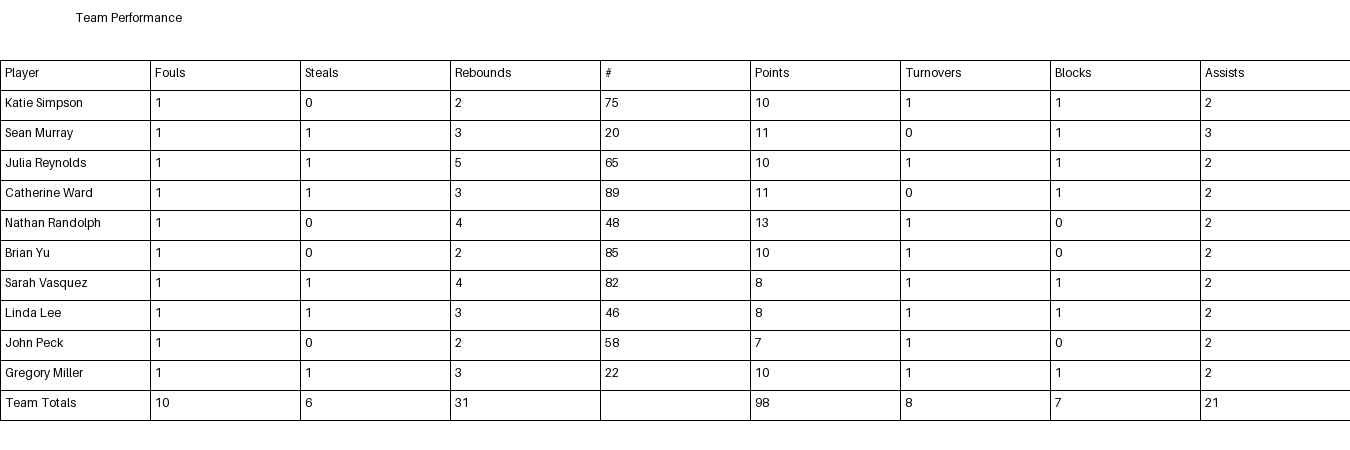 Team Performance
Player Fouls Steals Rebounds # Points Turnovers Blocks Assists
Katie Simpson 1 0 2 75 10 1 1 2
Sean Murray 1 1 3 20 11 0 1 3
Julia Reynolds 1 1 5 65 10 1 1 2
Catherine Ward 1 1 3 89 11 0 1 2
Nathan Randolph 1 0 4 48 13 1 0 2
Brian Yu 1 0 2 85 10 1 0 2
Sarah Vasquez 1 1 4 82 8 1 1 2
Linda Lee 1 1 3 46 8 1 1 2
John Peck 1 0 2 58 7 1 0 2
Gregory Miller 1 1 3 22 10 1 1 2
Team Totals 10 6 31 98 8 7 21